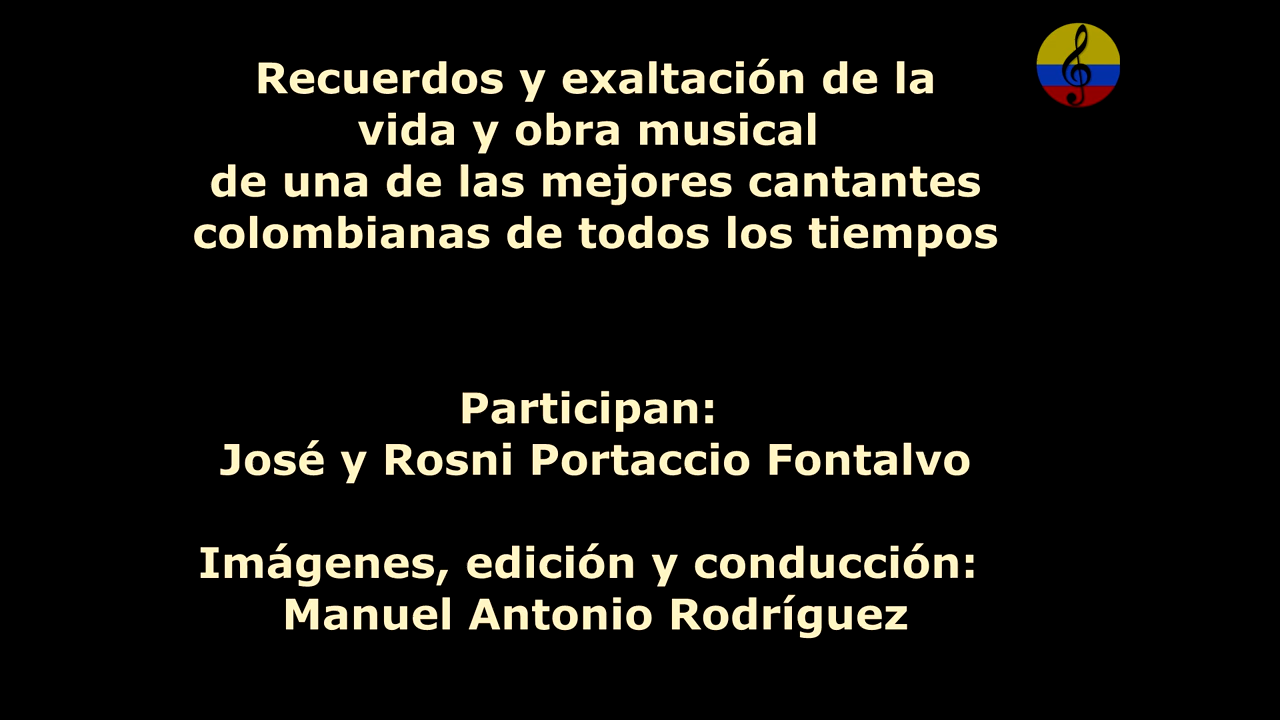 Recuerdos y exaltación de la
vida y obra musical
de una de las mejores cantantes
colombianas de todos los tiempos
Participan:
José y Rosni Portaccio Fontalvo
Imágenes, edición y conducción:
Manuel Antonio Rodríguez